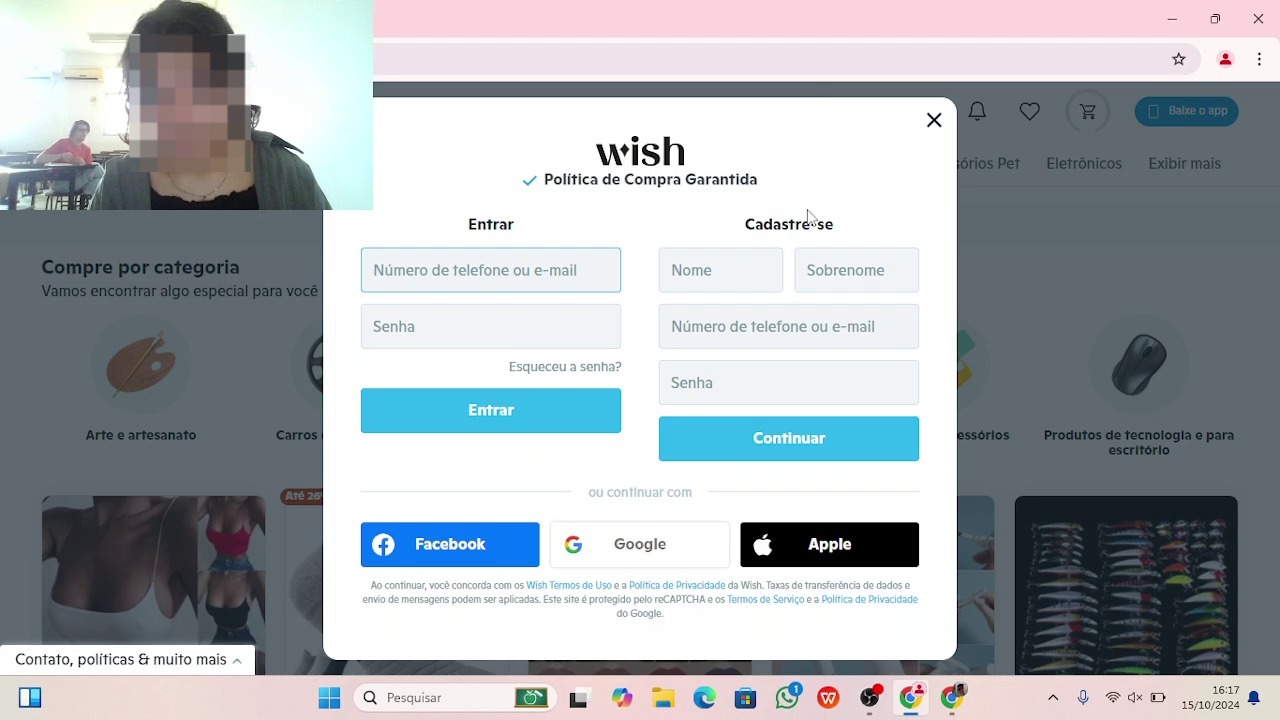 Baixe o app
sórios Pet
Eletrônicos
Exibir mais
wish
Política de Compra Garantida
Entrar
Cadastre-se
Número de telefone ou e-mail
Nome
Sobrenome
Senha
Número de telefone ou e-mail
Esqueceu a senha?
Senha
Entrar
Continuar
ou continuar com
Facebook
Google
Apple
Ao continuar, você concorda com os Wish Termos de Uso e a Política de Privacidade da Wish. Taxas de transferência de dados e
envio de mensagens podem ser aplicadas. Este site é protegido pelo reCAPTCHA e os Termos de Serviço e a Política de Privacidade
do Google.
Compre por categoria
Vamos encontrar algo especial para você
Arte e artesanato
Carros
essórios
Produtos de tecnologia e para
escritório
Até 26
Contato, políticas & muito mais
Pesquisar
1
16:17
15/10/2024